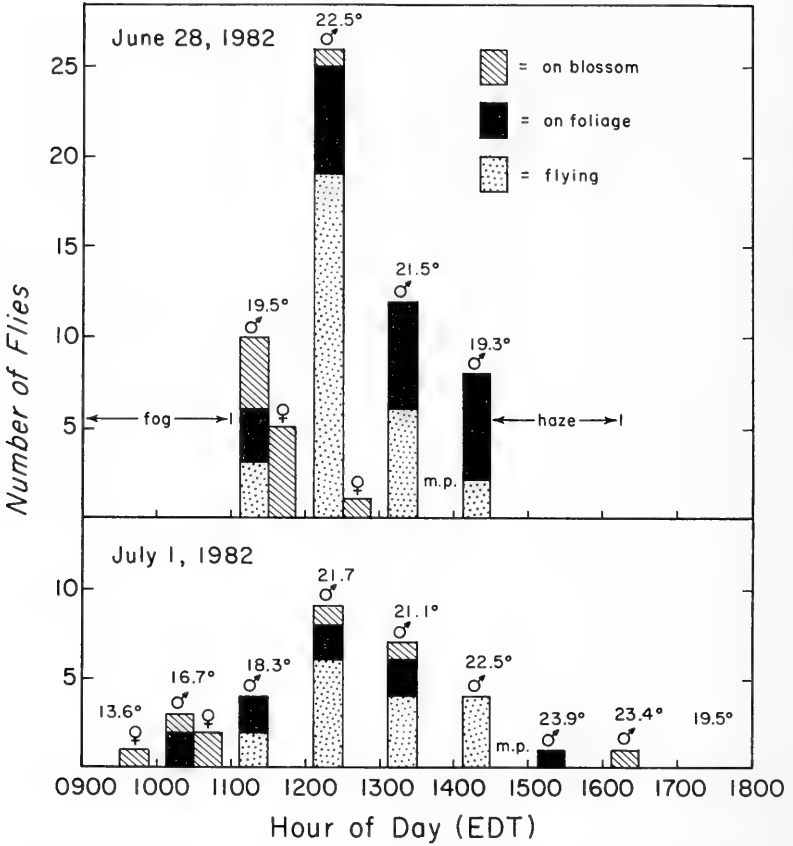 June 28, 1982
22.5°
♂
25
= on blossom
= on foliage
20
= flying
15
21.5°
♂
19.5°
♂
19.3°
♂
10
♀
fog
haze
5
♀
m.p.
Number of Flies
July 1, 1982
21.7
♂
10
21.1°
♂
22.5°
♂
18.3°
♂
16.7°
♂
♀
5
13.6°
♀
23.9°
♂
23.4°
♂
19.5°
m.p.
0900 1000 1100 1200 1300 1400 1500 1600 1700 1800
Hour of Day (EDT)